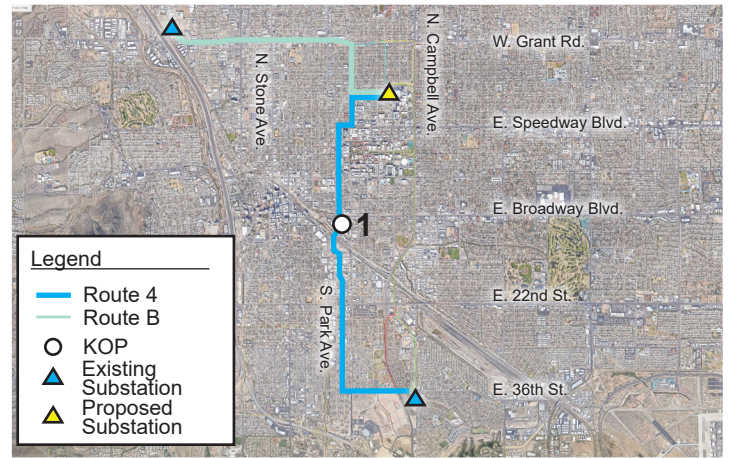 W. Grant Rd.
N. Stone Ave.
N. Campbell Ave.
E. Speedway Blvd.
E. Broadway Blvd.
1
Legend
Route 4
Route B
KOP
Existing
Substation
Proposed
Substation
S. Park Ave.
E. 22nd St.
E. 36th St.